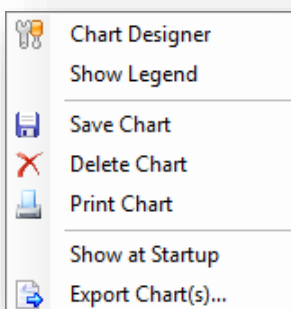 Chart Designer
Show Legend
Save Chart
Delete Chart
Print Chart
Show at Startup
Export Chart(s)...